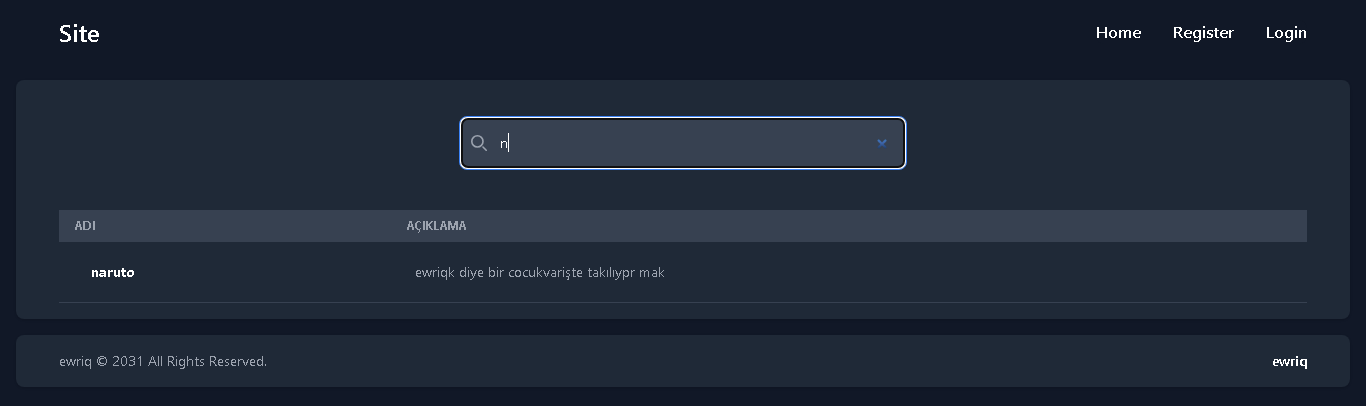 Site Home Register Login
n
ADI AÇIKLAMA
naruto ewriqk diye bir cocukvarişte takılıypr mak
ewriq © 2031 All Rights Reserved. ewriq